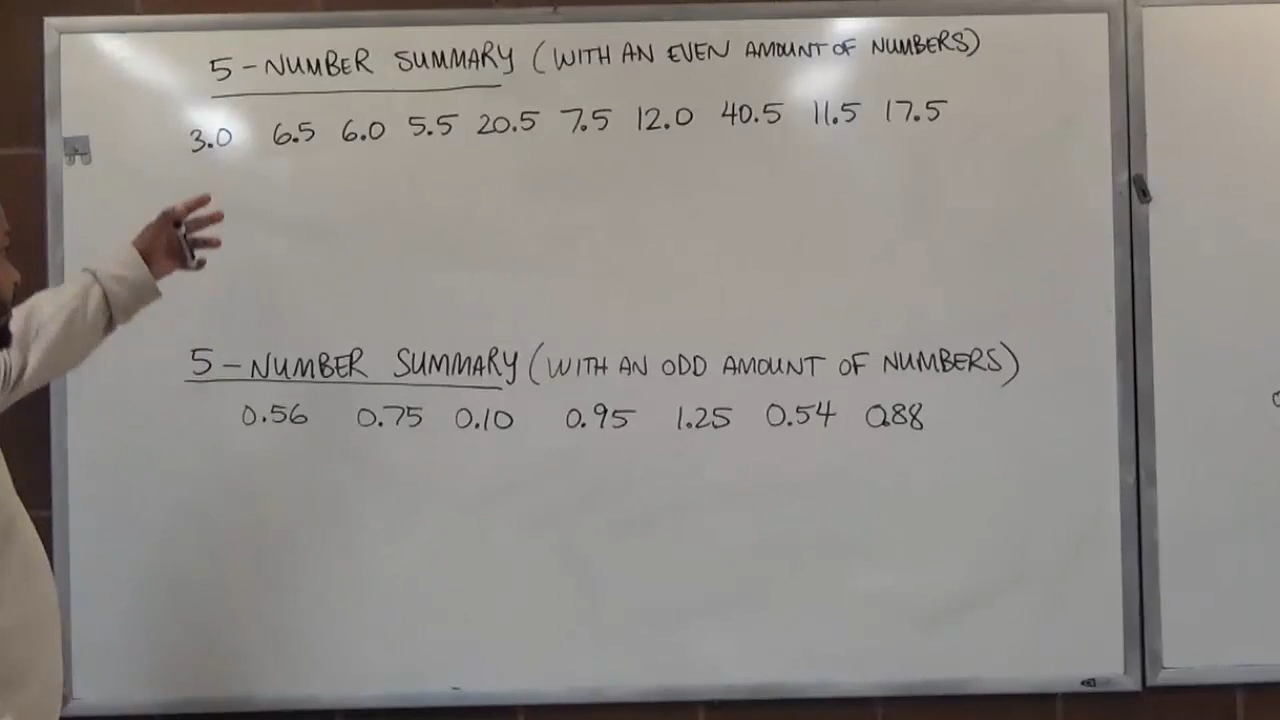 5-NUMBER SUMMARY (WITH AN EVEN AMOUNT OF NUMBERS)
3.0 6.5 6.0 5.5 20.5 7.5 12.0 40.5 11.5 17.5
5-NUMBER SUMMARY (WITH AN ODD AMOUNT OF NUMBERS)
0.56 0.75 0.10 0.95 1.25 0.54 0.88